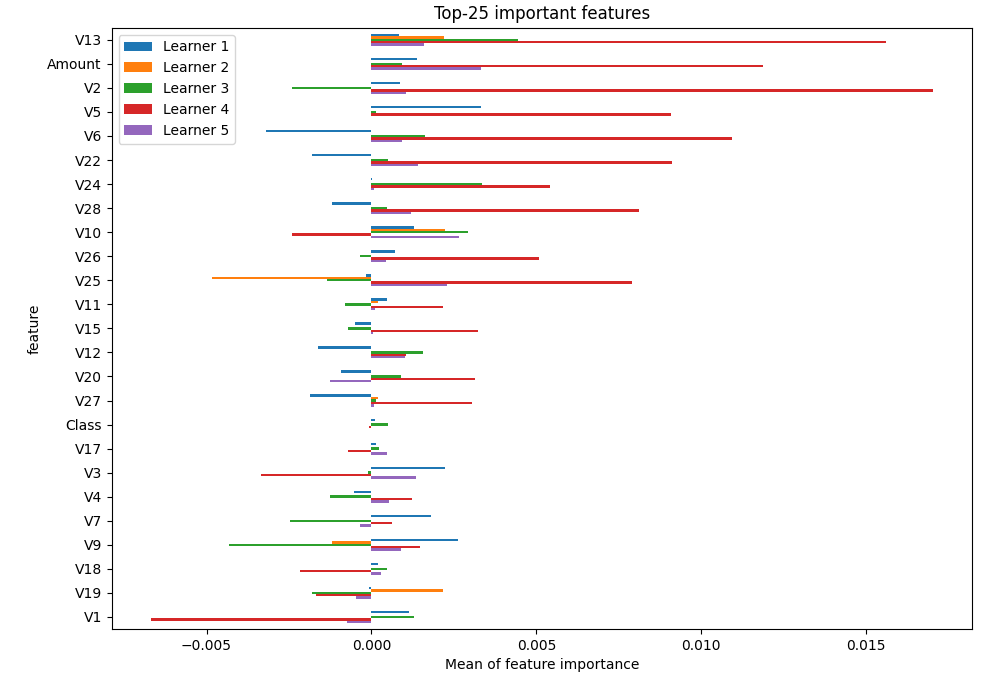 Top-25 important features
Learner 1
Learner 2
Learner 3
Learner 4
Learner 5
V13
Amount
V2
V5
V6
V22
V24
V28
V10
V26
V25
V11
V15
V12
V20
V27
Class
V17
V3
V4
V7
V9
V18
V19
V1
feature
−0.005 0.000 0.005 0.010 0.015
Mean of feature importance